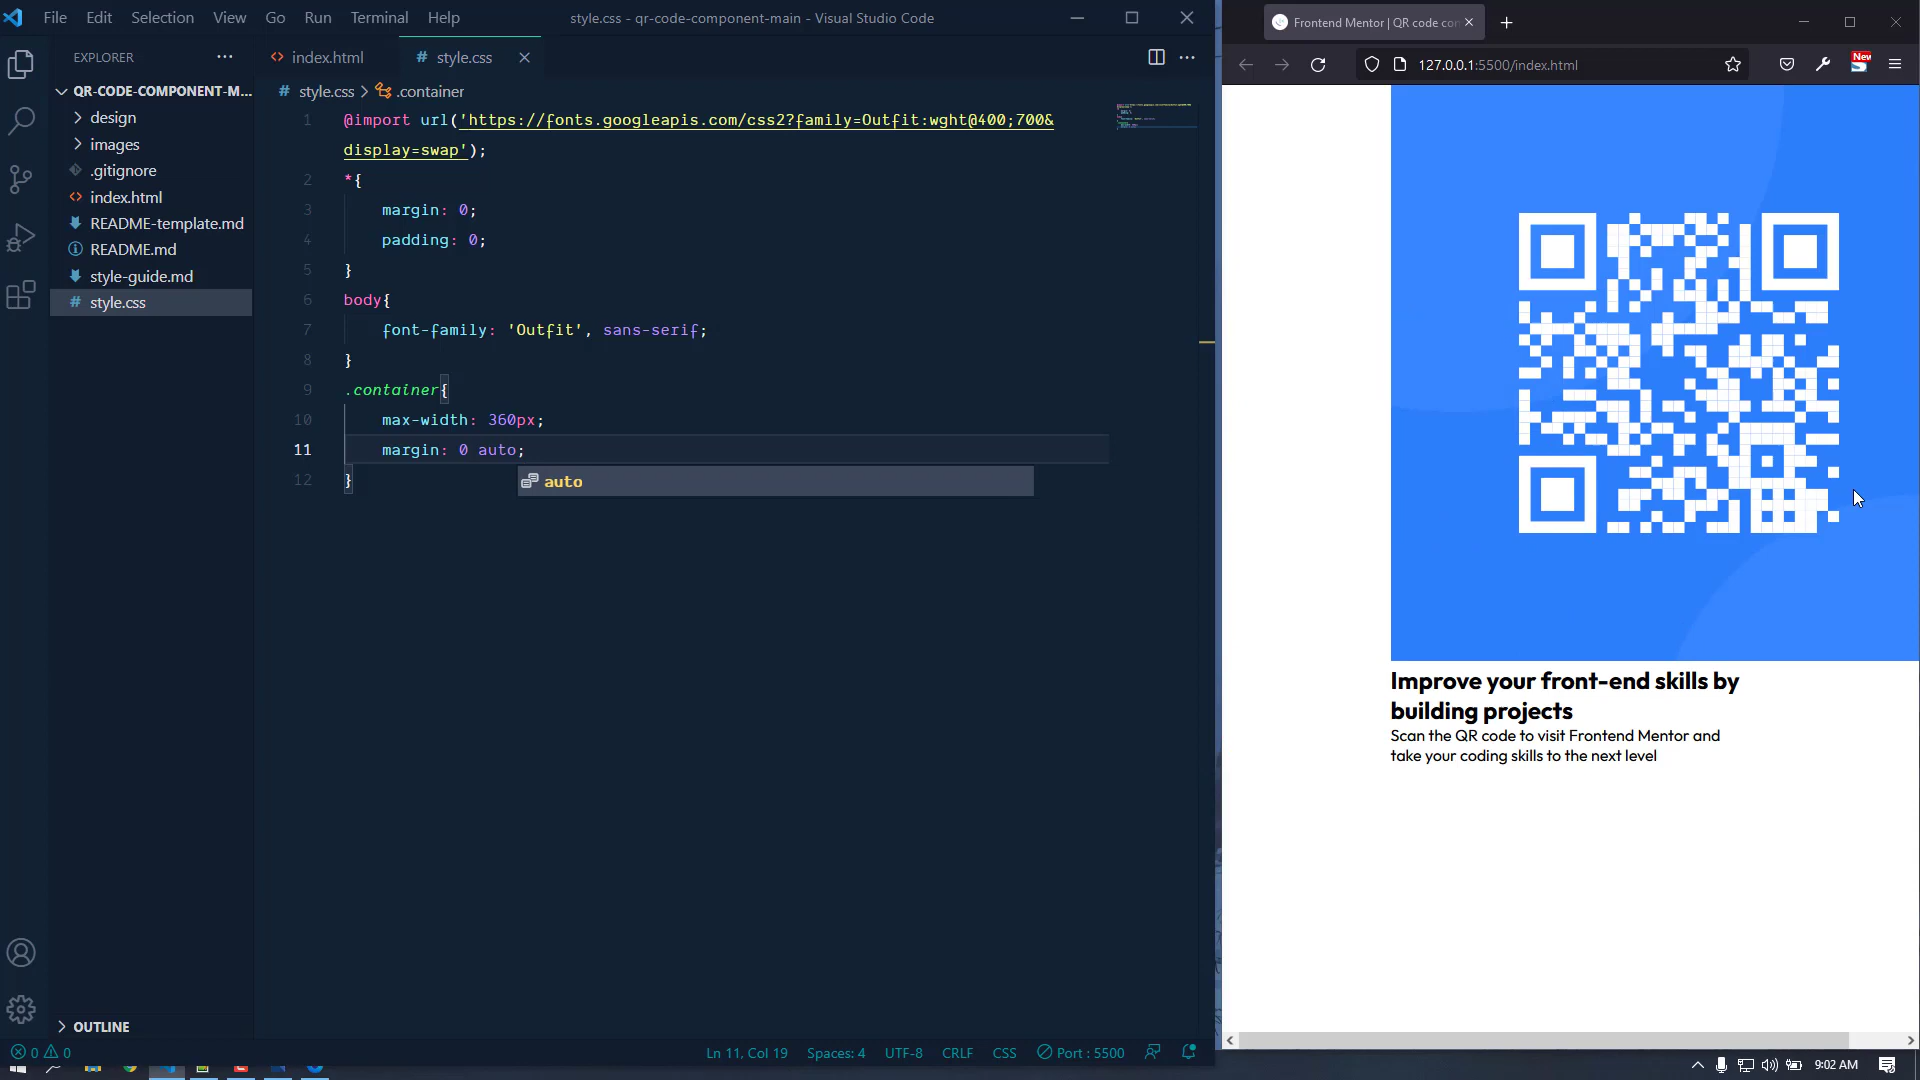 File Edit Selection View Go Run Terminal Help
style.css - qr-code-component-main - Visual Studio Code
EXPLORER
QR-CODE-COMPONENT-M...
design
images
.gitignore
index.html
README-template.md
README.md
style-guide.md
style.css
OUTLINE
index.html
# style.css
# style.css > .container
1 @import url('https://fonts.googleapis.com/css2?family=Outfit:wght@400;700&
display=swap');
2 *{
3 margin: 0;
4 padding: 0;
5 }
6 body{
7 font-family: 'Outfit', sans-serif;
8 }
9 .container{
10 max-width: 360px;
11 margin: 0 auto;
12 }
auto
0 0
Ln 11, Col 19 Spaces: 4 UTF-8 CRLF CSS Port : 5500
Frontend Mentor | QR code co
127.0.0.1:5500/index.html
New
Improve your front-end skills by
building projects
Scan the QR code to visit Frontend Mentor and
take your coding skills to the next level
9:02 AM